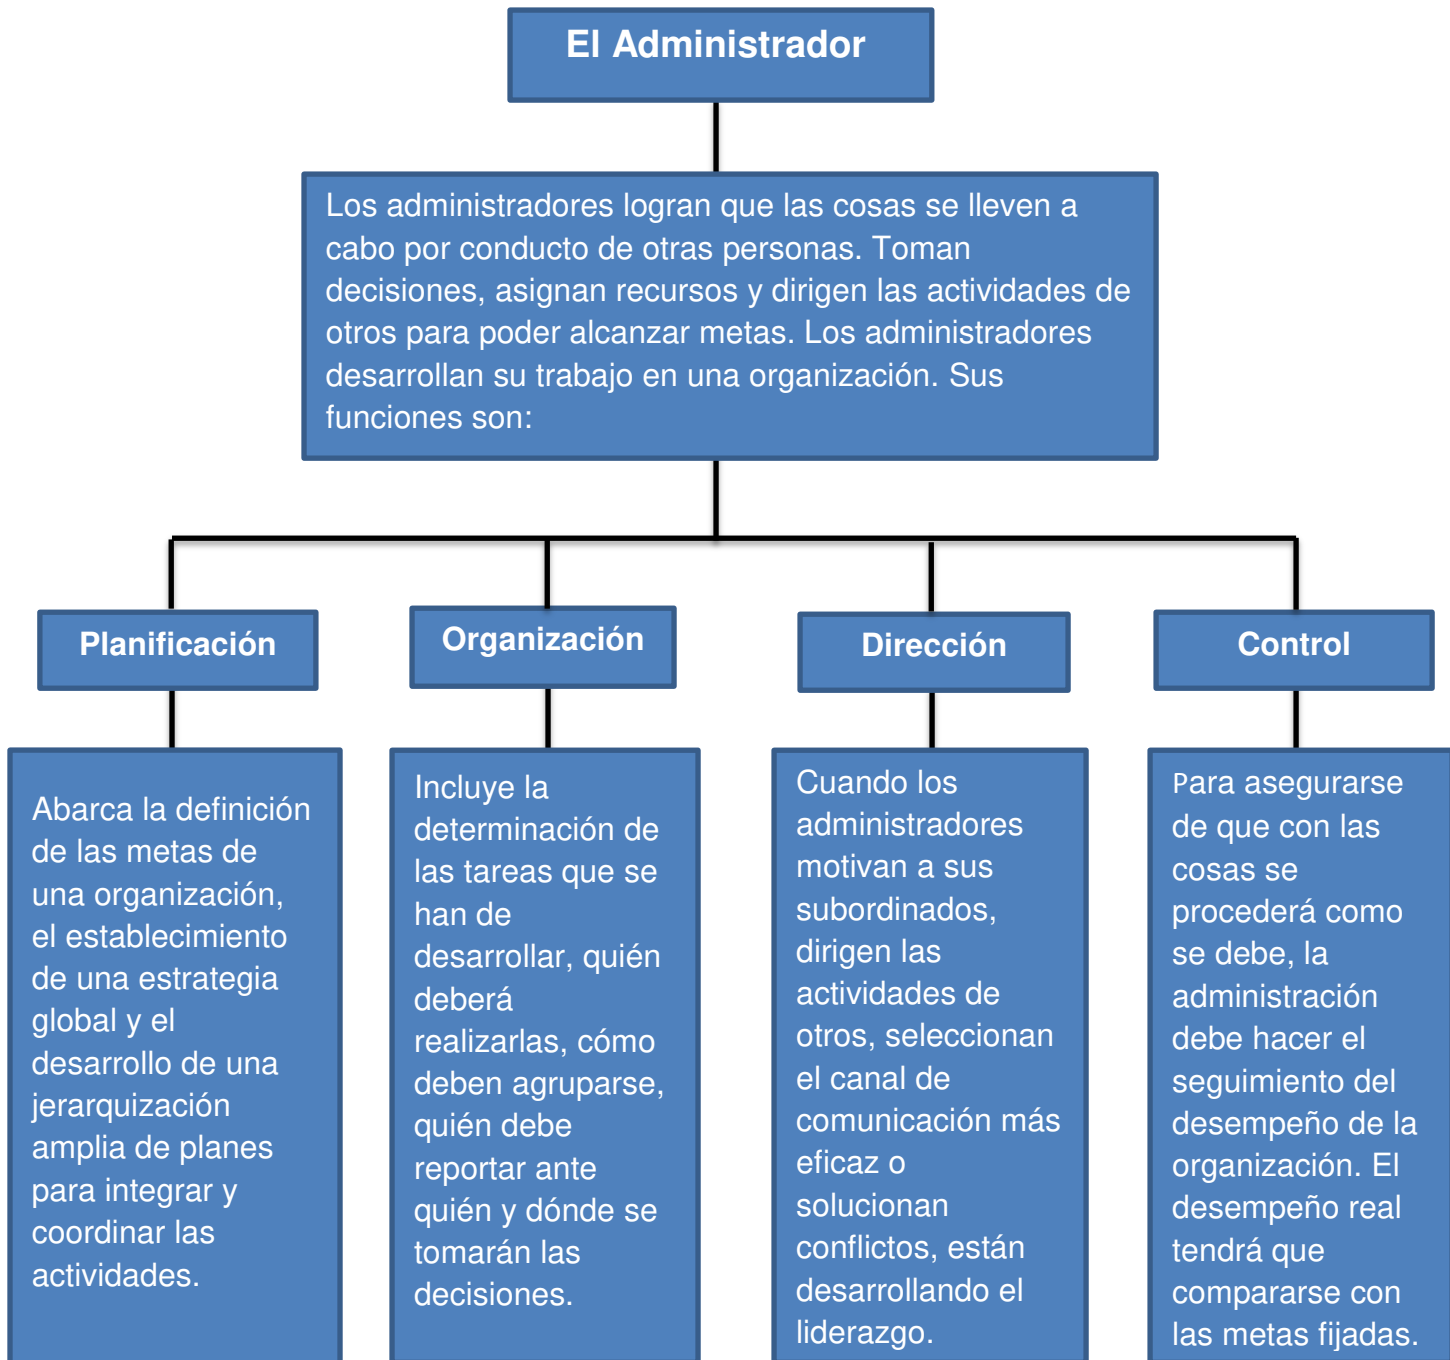 El Administrador
Los administradores logran que las cosas se lleven a
cabo por conducto de otras personas. Toman
decisiones, asignan recursos y dirigen las actividades de
otros para poder alcanzar metas. Los administradores
desarrollan su trabajo en una organización. Sus
funciones son:
Planificación
Abarca la definición
de las metas de
una organización,
el establecimiento
de una estrategia
global y el
desarrollo de una
jerarquización
amplia de planes
para integrar y
coordinar las
actividades.
Organización
Incluye la
determinación de
las tareas que se
han de
desarrollar, quién
deberá
realizarlas, cómo
deben agruparse,
quién debe
reportar ante
quién y dónde se
tomarán las
decisiones.
Dirección
Cuando los
administradores
motivan a sus
subordinados,
dirigen las
actividades de
otros, seleccionan
el canal de
comunicación más
eficaz o
solucionan
conflictos, están
desarrollando el
liderazgo.
Control
Para asegurarse
de que con las
cosas se
procederá como
se debe, la
administración
debe hacer el
seguimiento del
desempeño de la
organización. El
desempeño real
tendrá que
compararse con
las metas fijadas.